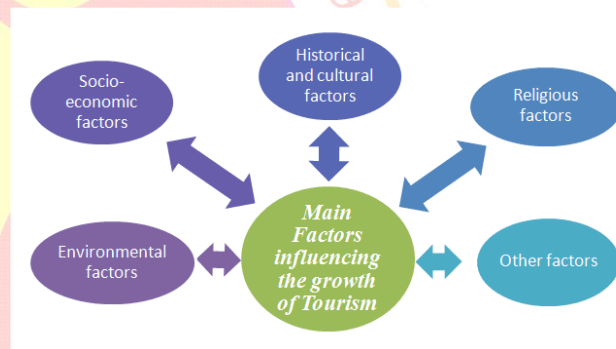 Historical
and cultural
factors
Socio-
economic
factors
Religious
factors
Main
Factors
influencing
the growth
of Tourism
Environmental
factors
Other factors